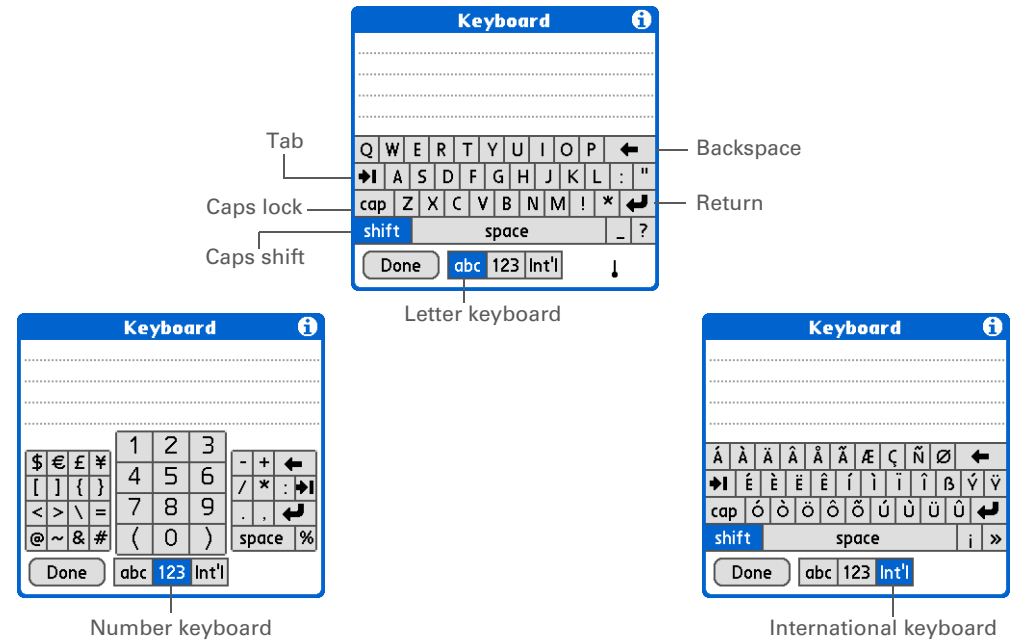 Keyboard
Tab
Q W E R T Y U I O P
Backspace
A S D F G H J K L : "
Caps lock
cap Z X C V B N M ! *
Return
shift space _ ?
Caps shift
Done abc 123 Int'l
Letter keyboard
Keyboard
1 2 3
$ € £ ¥
4 5 6
- +
[ ] { }
/ * :
7 8 9
< > \ =
. ,
@ ~ & #
( 0 )
space %
Done abc 123 Int'l
Number keyboard
Keyboard
Á À Ä Â Å Ã Æ Ç Ñ Ø
É È Ë Ê Í Ì Ï Î ß Ý Ÿ
cap Ó Ò Ö Ô Õ Ú Ù Ü Û
shift space ¡ »
Done abc 123 Int'l
International keyboard